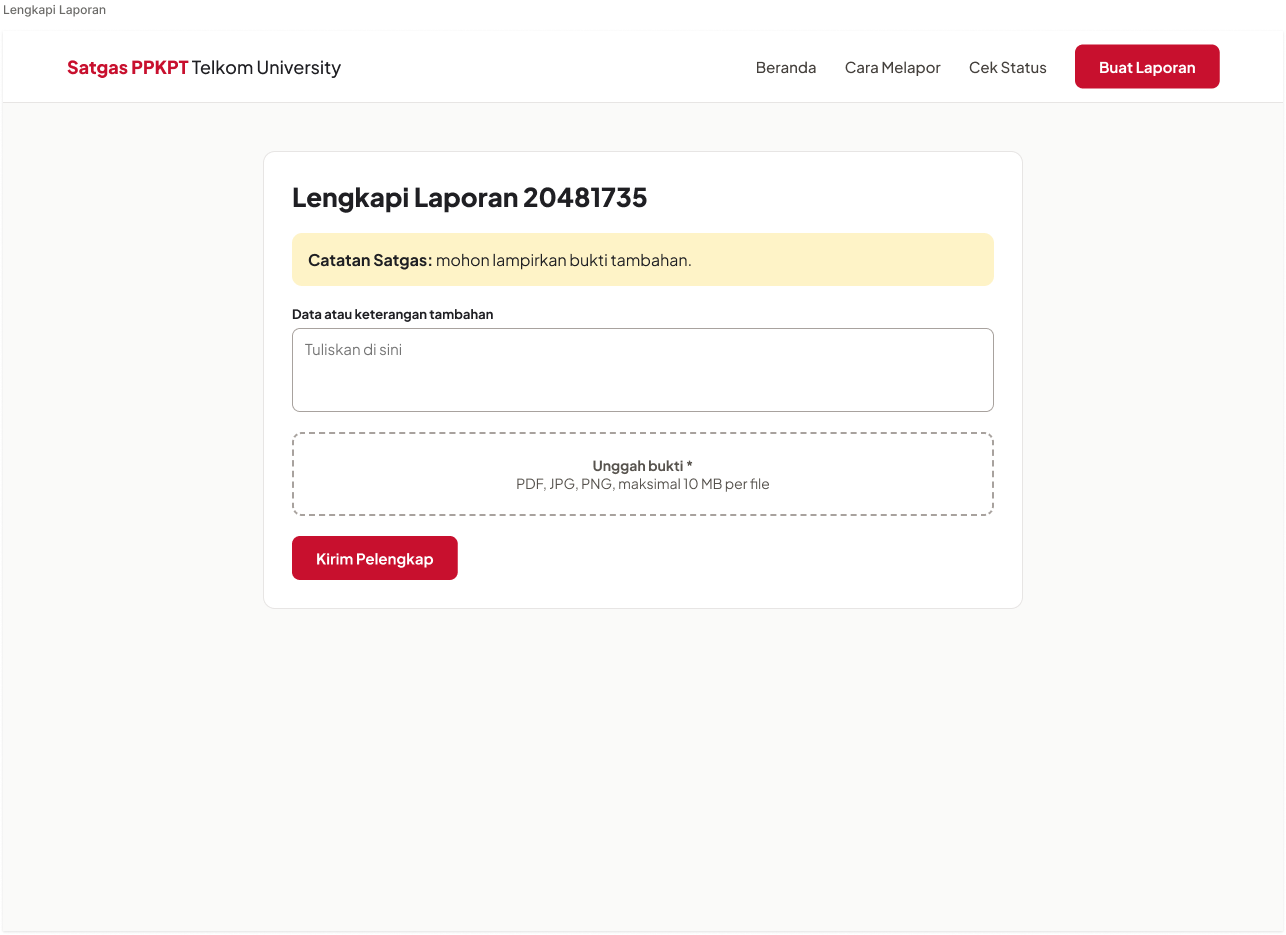 Lengkapi Laporan
Satgas PPKPT Telkom University
Beranda
Cara Melapor
Cek Status
Buat Laporan
Lengkapi Laporan 20481735
Catatan Satgas: mohon lampirkan bukti tambahan.
Data atau keterangan tambahan
Tuliskan di sini
Unggah bukti *
PDF, JPG, PNG, maksimal 10 MB per file
Kirim Pelengkap